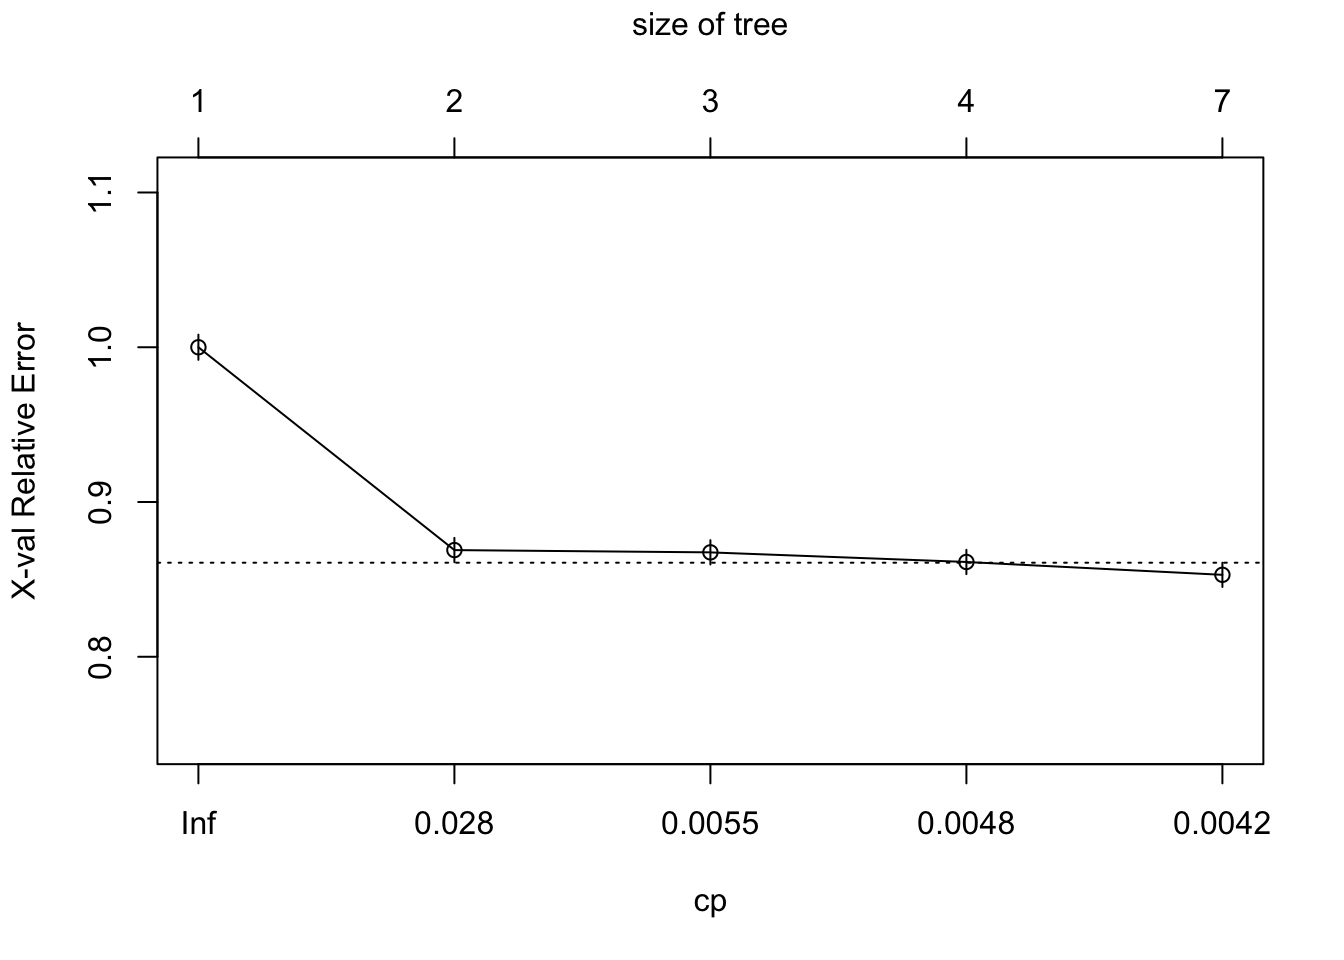 size of tree
1 2 3 4 7
X-val Relative Error
1.1
1.0
0.9
0.8
Inf 0.028 0.0055 0.0048 0.0042
cp